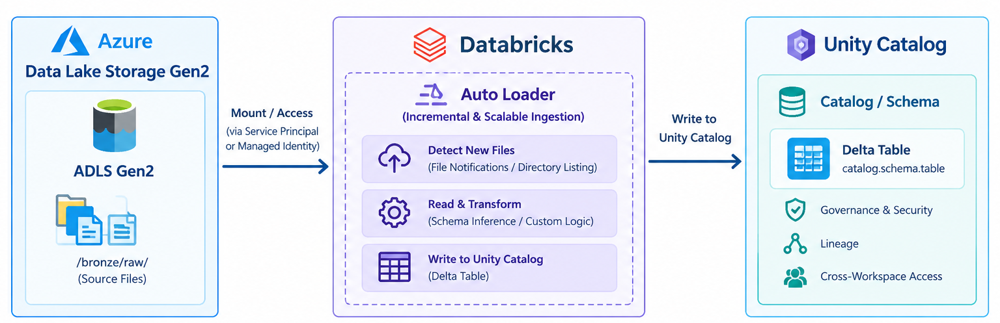 Azure
Data Lake Storage Gen2
ADLS Gen2
/bronze/raw/
(Source Files)
Mount / Access
(via Service Principal
or Managed Identity)
Databricks
Auto Loader
(Incremental & Scalable Ingestion)
Detect New Files
(File Notifications / Directory Listing)
Read & Transform
(Schema Inference / Custom Logic)
Write to Unity Catalog
(Delta Table)
Write to
Unity Catalog
Unity Catalog
Catalog / Schema
Delta Table
catalog.schema.table
Governance & Security
Lineage
Cross-Workspace Access